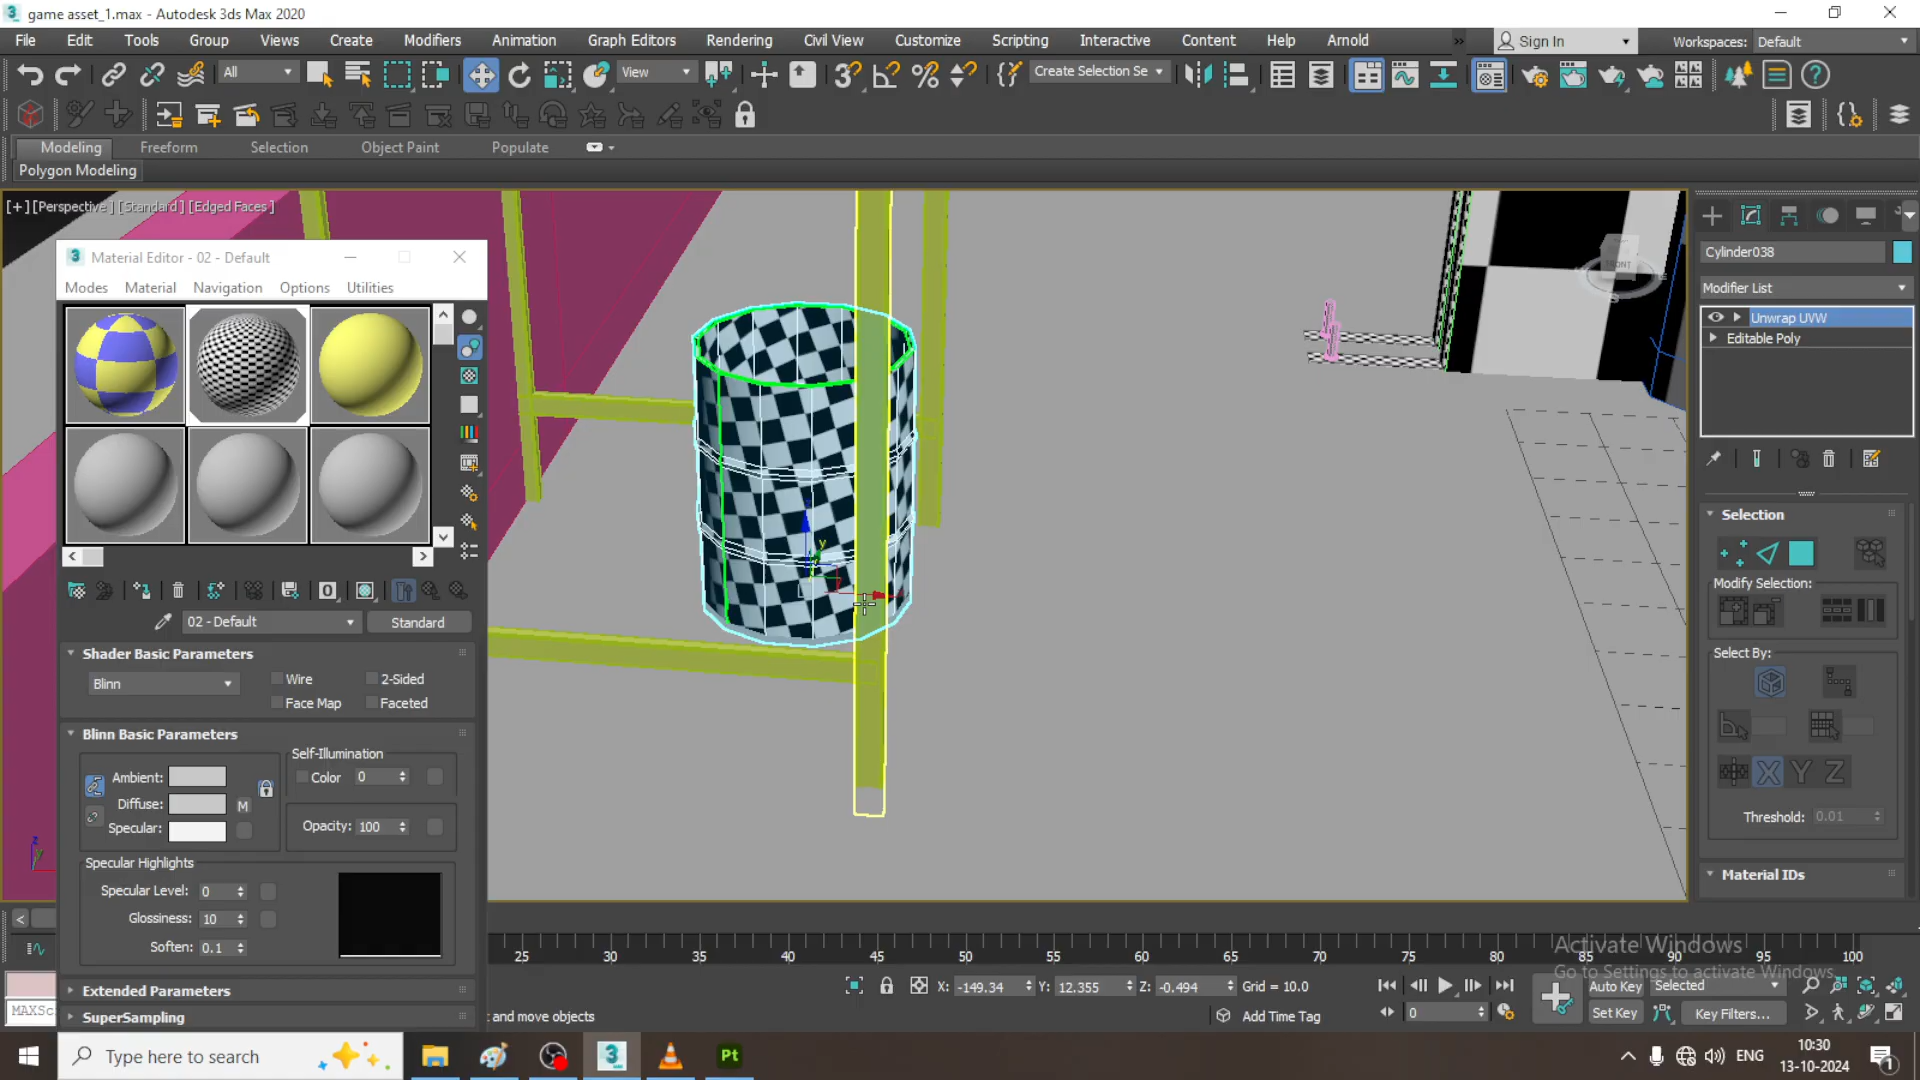 game asset_1.max - Autodesk 3ds Max 2020
File Edit Tools Group Views Create Modifiers Animation Graph Editors Rendering Civil View Customize Scripting Interactive Content Help Arnold
Sign In
Workspaces: Default
All
View
Create Selection Se
Modeling Freeform Selection Object Paint Populate
Polygon Modeling
[+] [Perspective] [Standard] [Edged Faces]
Material Editor - 02 - Default
Modes Material Navigation Options Utilities
02 - Default
Standard
Shader Basic Parameters
Blinn
Wire
2-Sided
Face Map
Faceted
Blinn Basic Parameters
Self-Illumination
Ambient:
Color 0
Diffuse:
M
Specular:
Opacity: 100
Specular Highlights
Specular Level: 0
Glossiness: 10
Soften: 0.1
Extended Parameters
SuperSampling
FRONT
Cylinder038
Modifier List
Unwrap UVW
Editable Poly
Selection
Modify Selection:
Select By:
X Y Z
Threshold: 0.01
Material IDs
25 30 35 40 45 50 55 60 65 70 75 80 85 90 95 100
Activate Windows
Go to Settings to activate Windows.
X: -149.34 Y: 12.355 Z: -0.494 Grid = 10.0
Auto Key
Selected
MAXSc
and move objects
Add Time Tag
0
Set Key
Key Filters...
Type here to search
Pt
ENG
10:30
13-10-2024
1